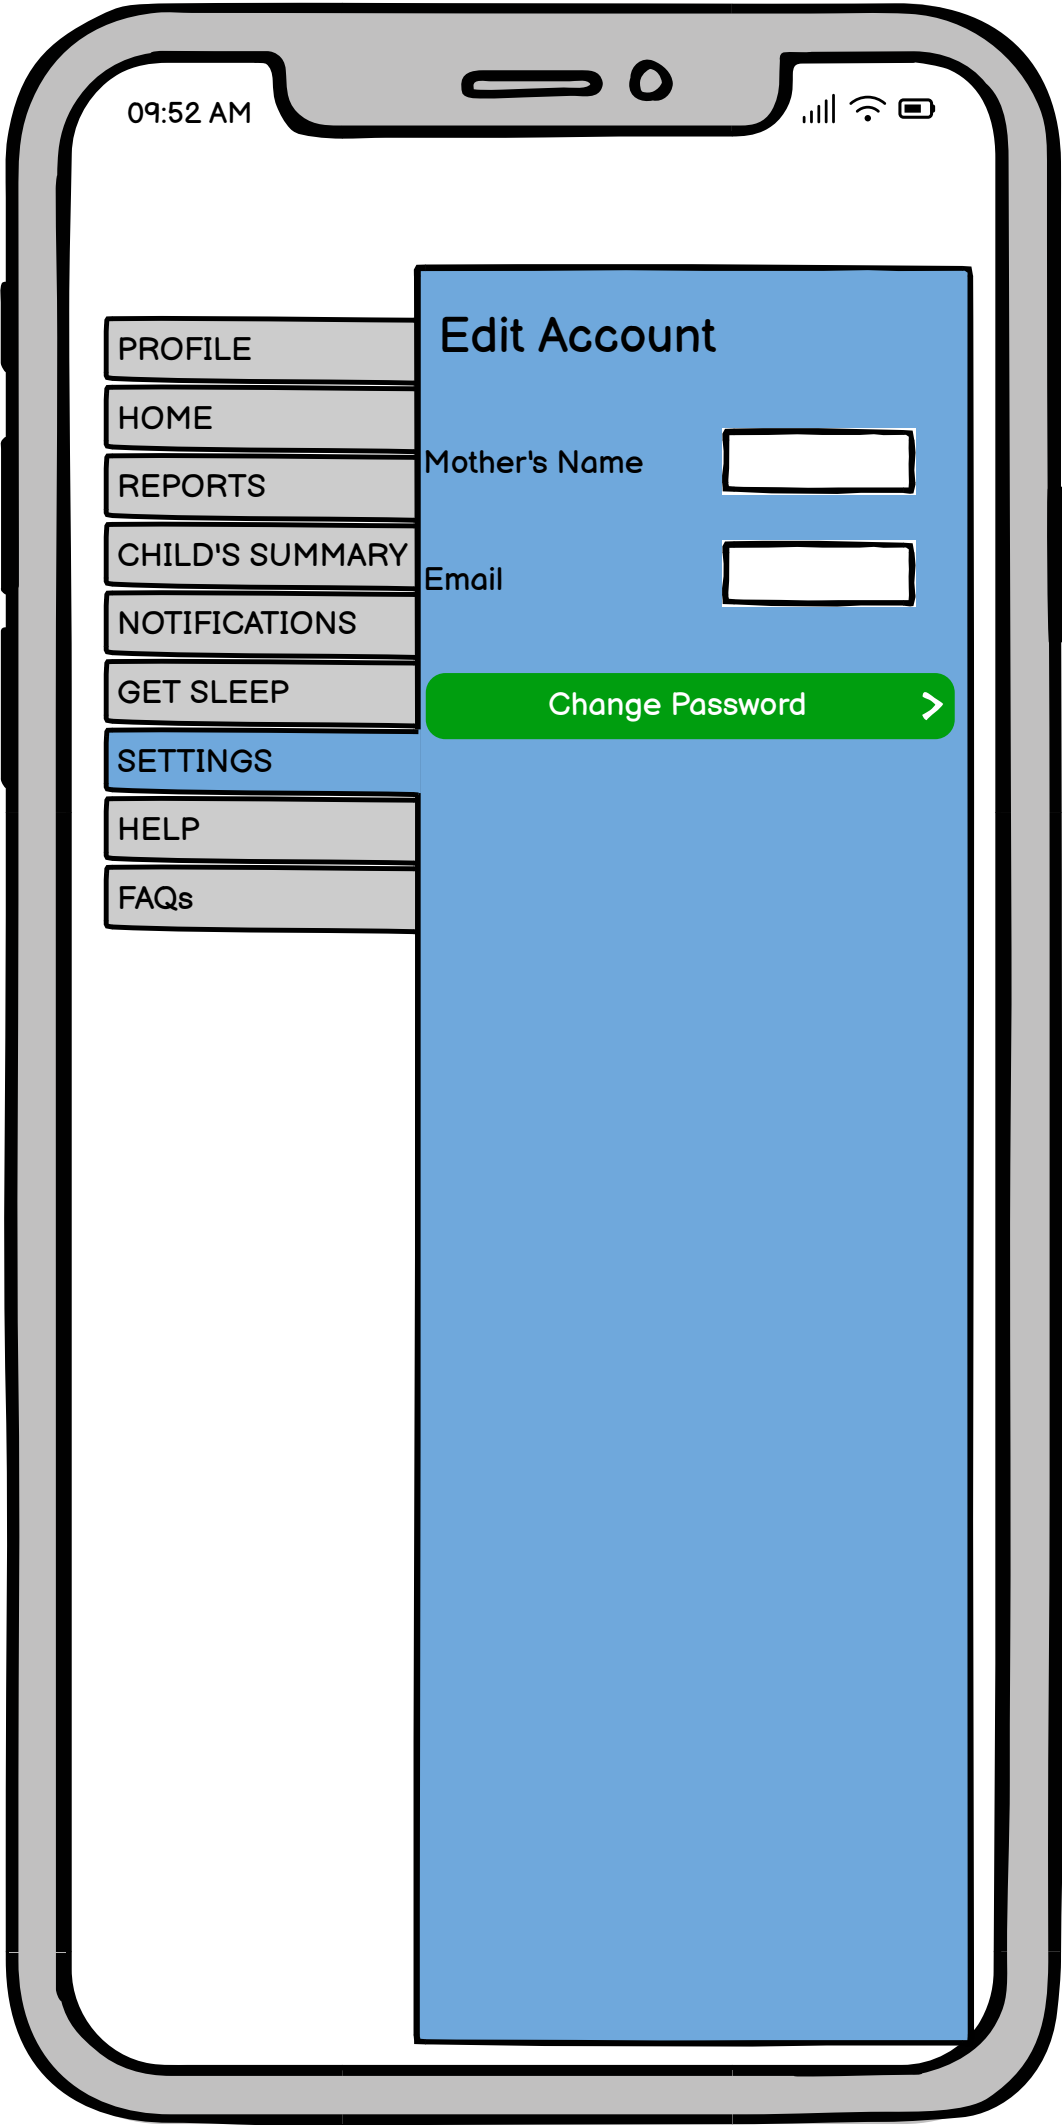 09:52 AM
PROFILE
HOME
REPORTS
CHILD'S SUMMARY
NOTIFICATIONS
GET SLEEP
SETTINGS
HELP
FAQs
Edit Account
Mother's Name
Email
Change Password